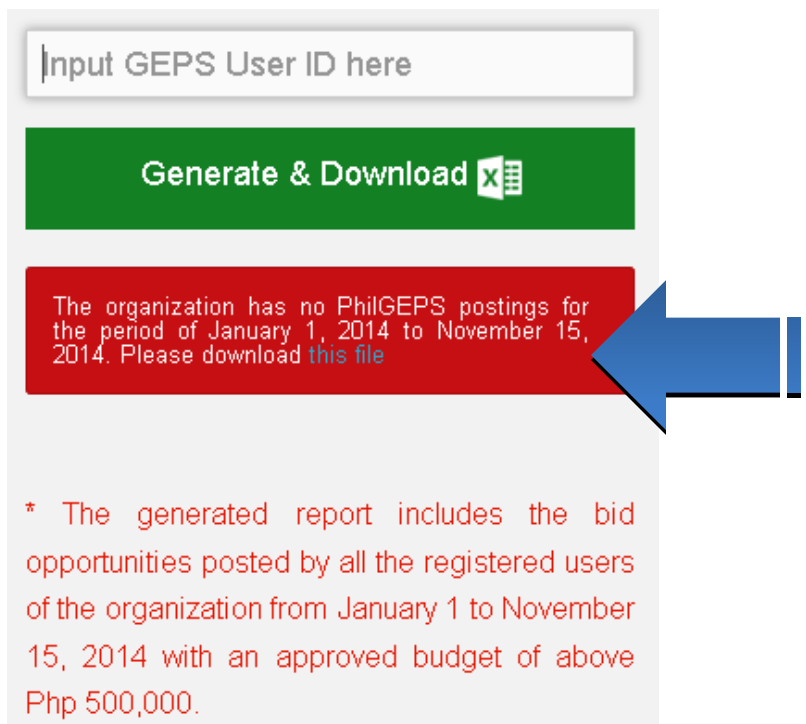 Input GEPS User ID here
Generate & Download
The organization has no PhilGEPS postings for
the period of January 1, 2014 to November 15,
2014. Please download this file
* The generated report includes the bid
opportunities posted by all the registered users
of the organization from January 1 to November
15, 2014 with an approved budget of above
Php 500,000.